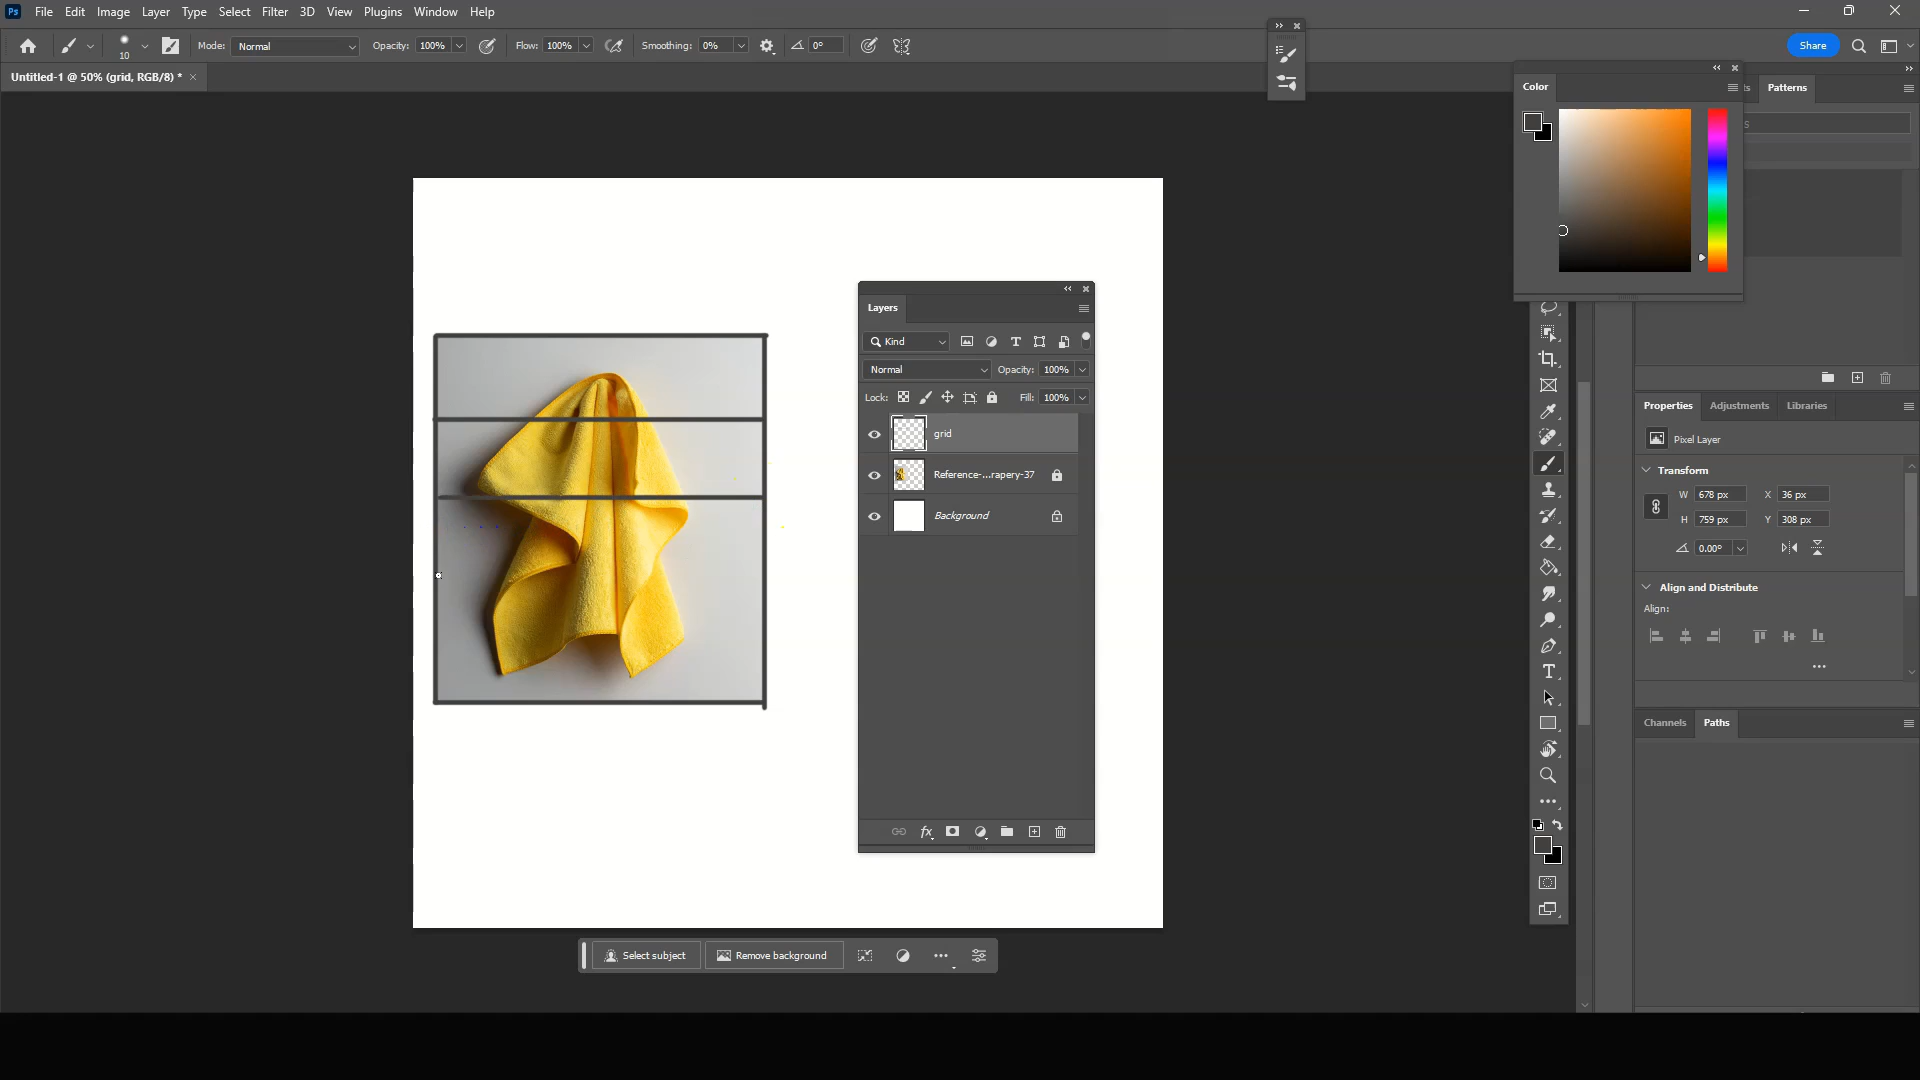 Ps File Edit Image Layer Type Select Filter 3D View Plugins Window Help
10 Mode: Normal Opacity: 100% Flow: 100% Smoothing: 0% 0° Share
Untitled-1 @ 50% (grid, RGB/8) *
Color
Patterns
Layers
Kind
Normal Opacity: 100%
Lock: Fill: 100%
grid
Reference-...rapery-37
Background
fx
Properties Adjustments Libraries
Pixel Layer
Transform
W 678 px X 36 px
H 759 px Y 308 px
0.00°
Align and Distribute
Align:
Channels Paths
Select subject Remove background